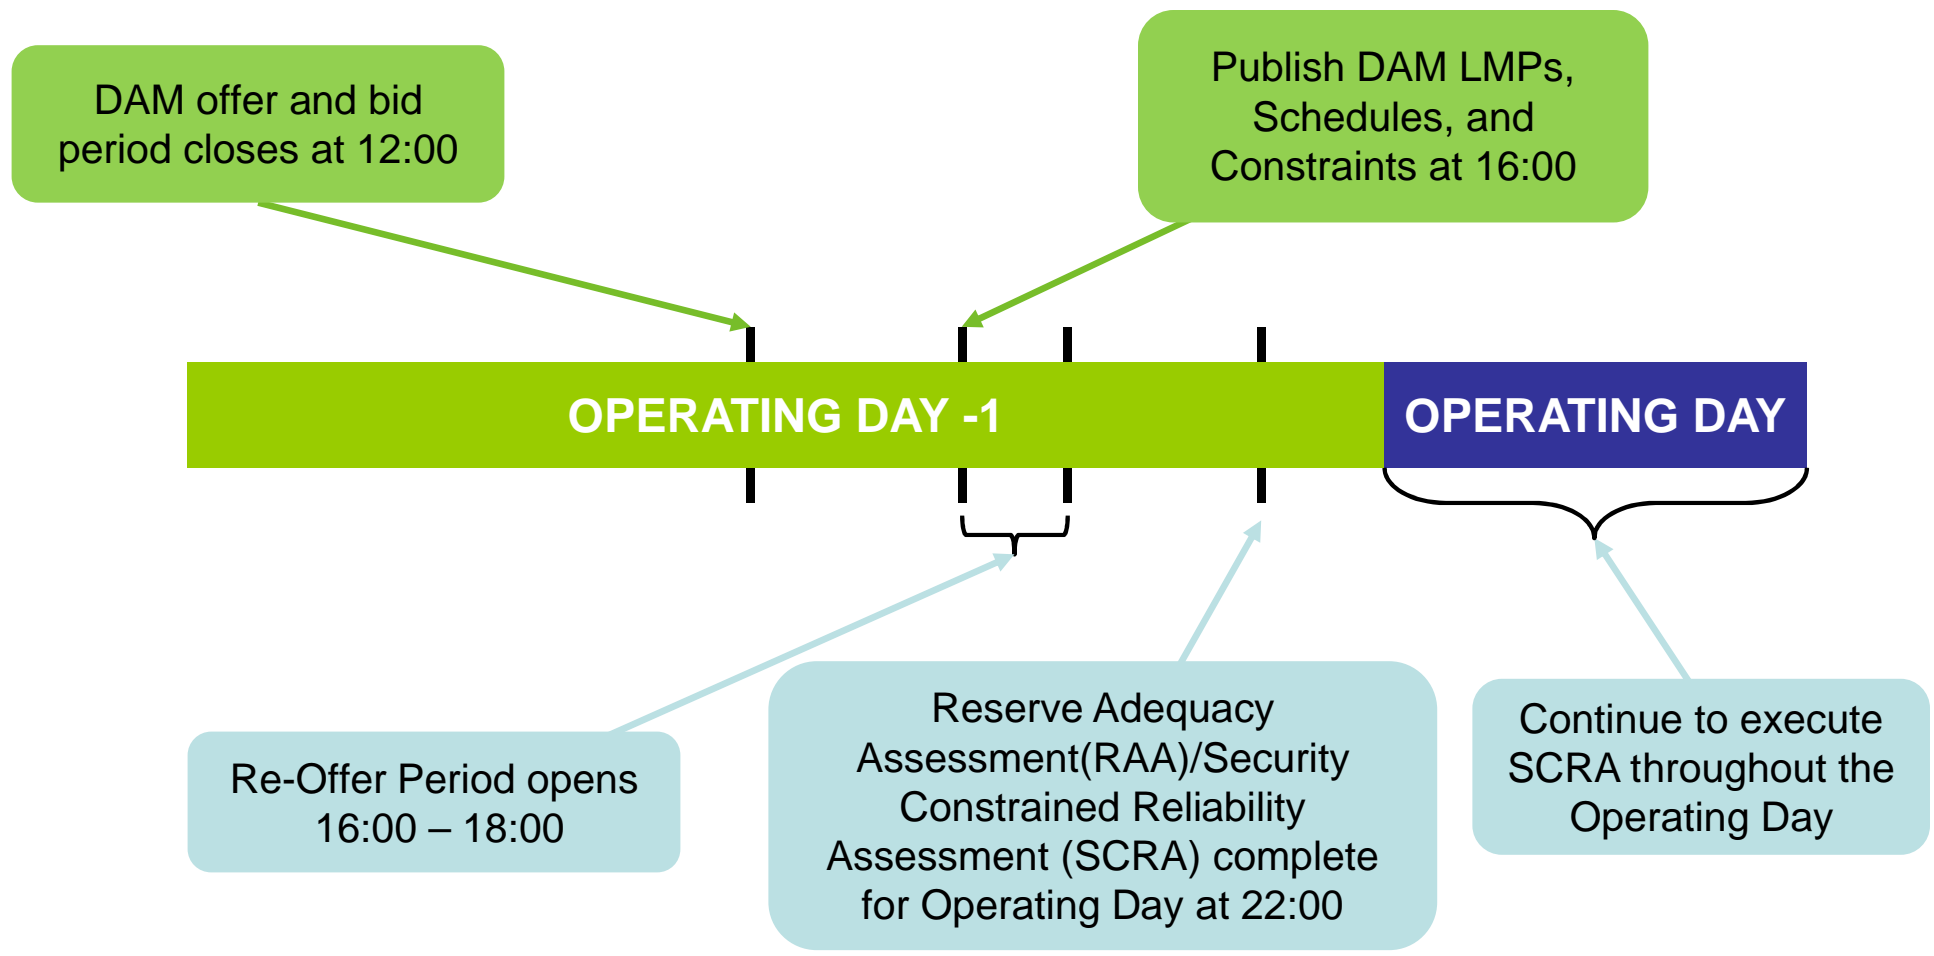 DAM offer and bid
period closes at 12:00
Publish DAM LMPs,
Schedules, and
Constraints at 16:00
OPERATING DAY -1
OPERATING DAY
Re-Offer Period opens
16:00 – 18:00
Reserve Adequacy
Assessment(RAA)/Security
Constrained Reliability
Assessment (SCRA) complete
for Operating Day at 22:00
Continue to execute
SCRA throughout the
Operating Day